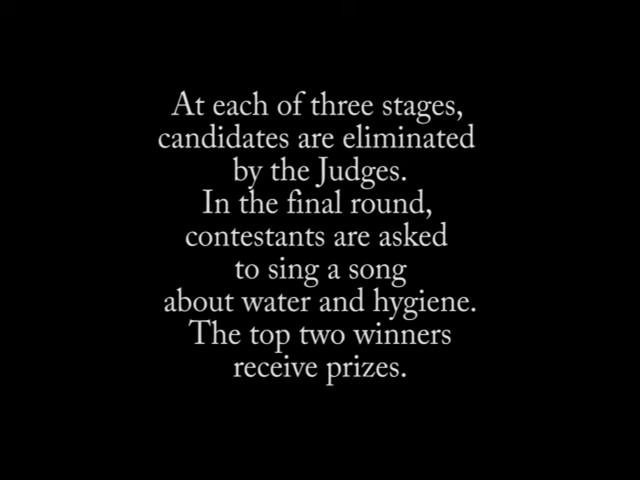 At each of three stages,
candidates are eliminated
by the Judges.
In the final round,
contestants are asked
to sing a song
about water and hygiene.
The top two winners
receive prizes.